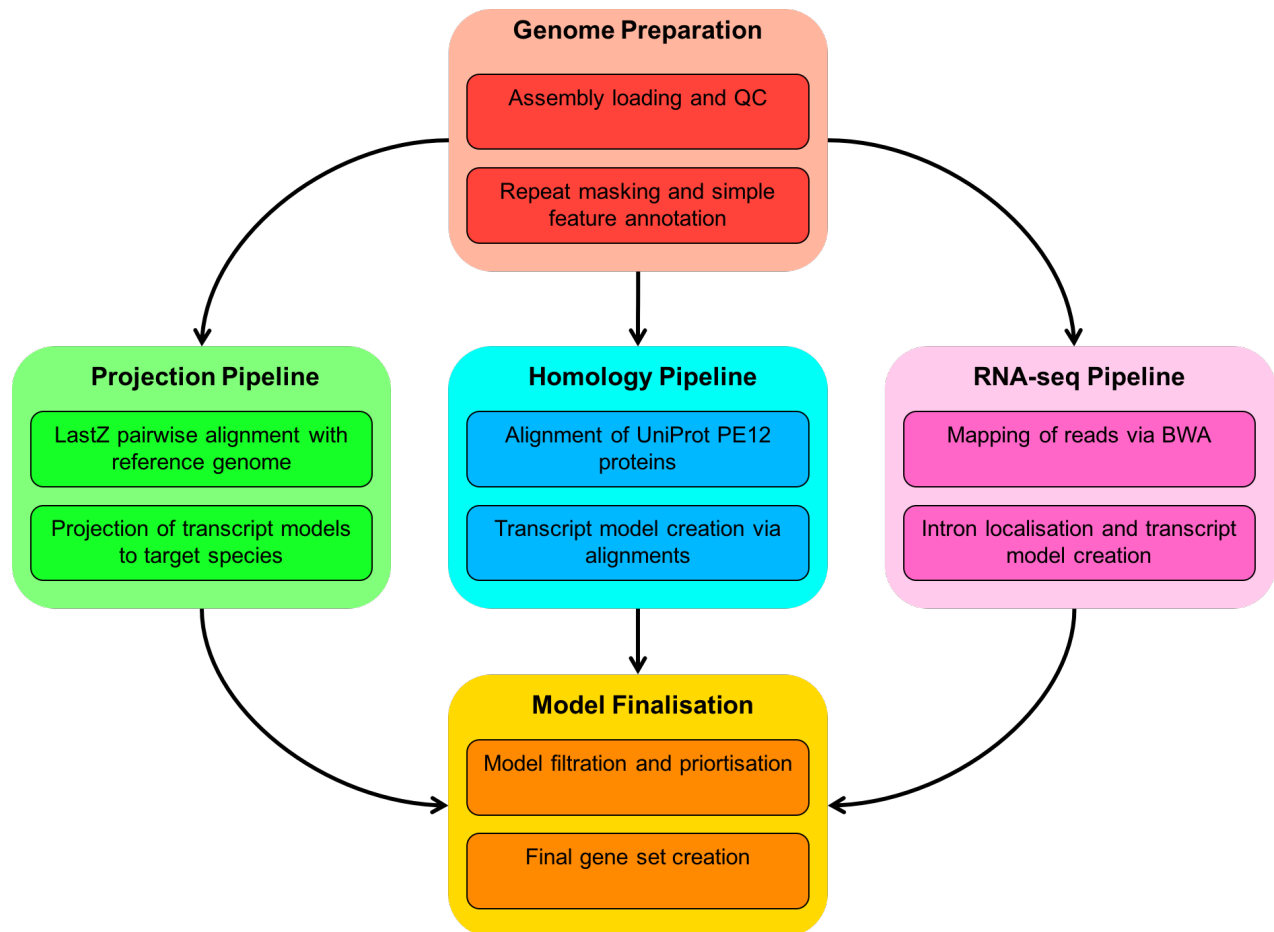 Genome Preparation
Assembly loading and QC
Repeat masking and simple
feature annotation
Projection Pipeline
LastZ pairwise alignment with
reference genome
Projection of transcript models
to target species
Homology Pipeline
Alignment of UniProt PE12
proteins
Transcript model creation via
alignments
RNA-seq Pipeline
Mapping of reads via BWA
Intron localisation and transcript
model creation
Model Finalisation
Model filtration and priortisation
Final gene set creation